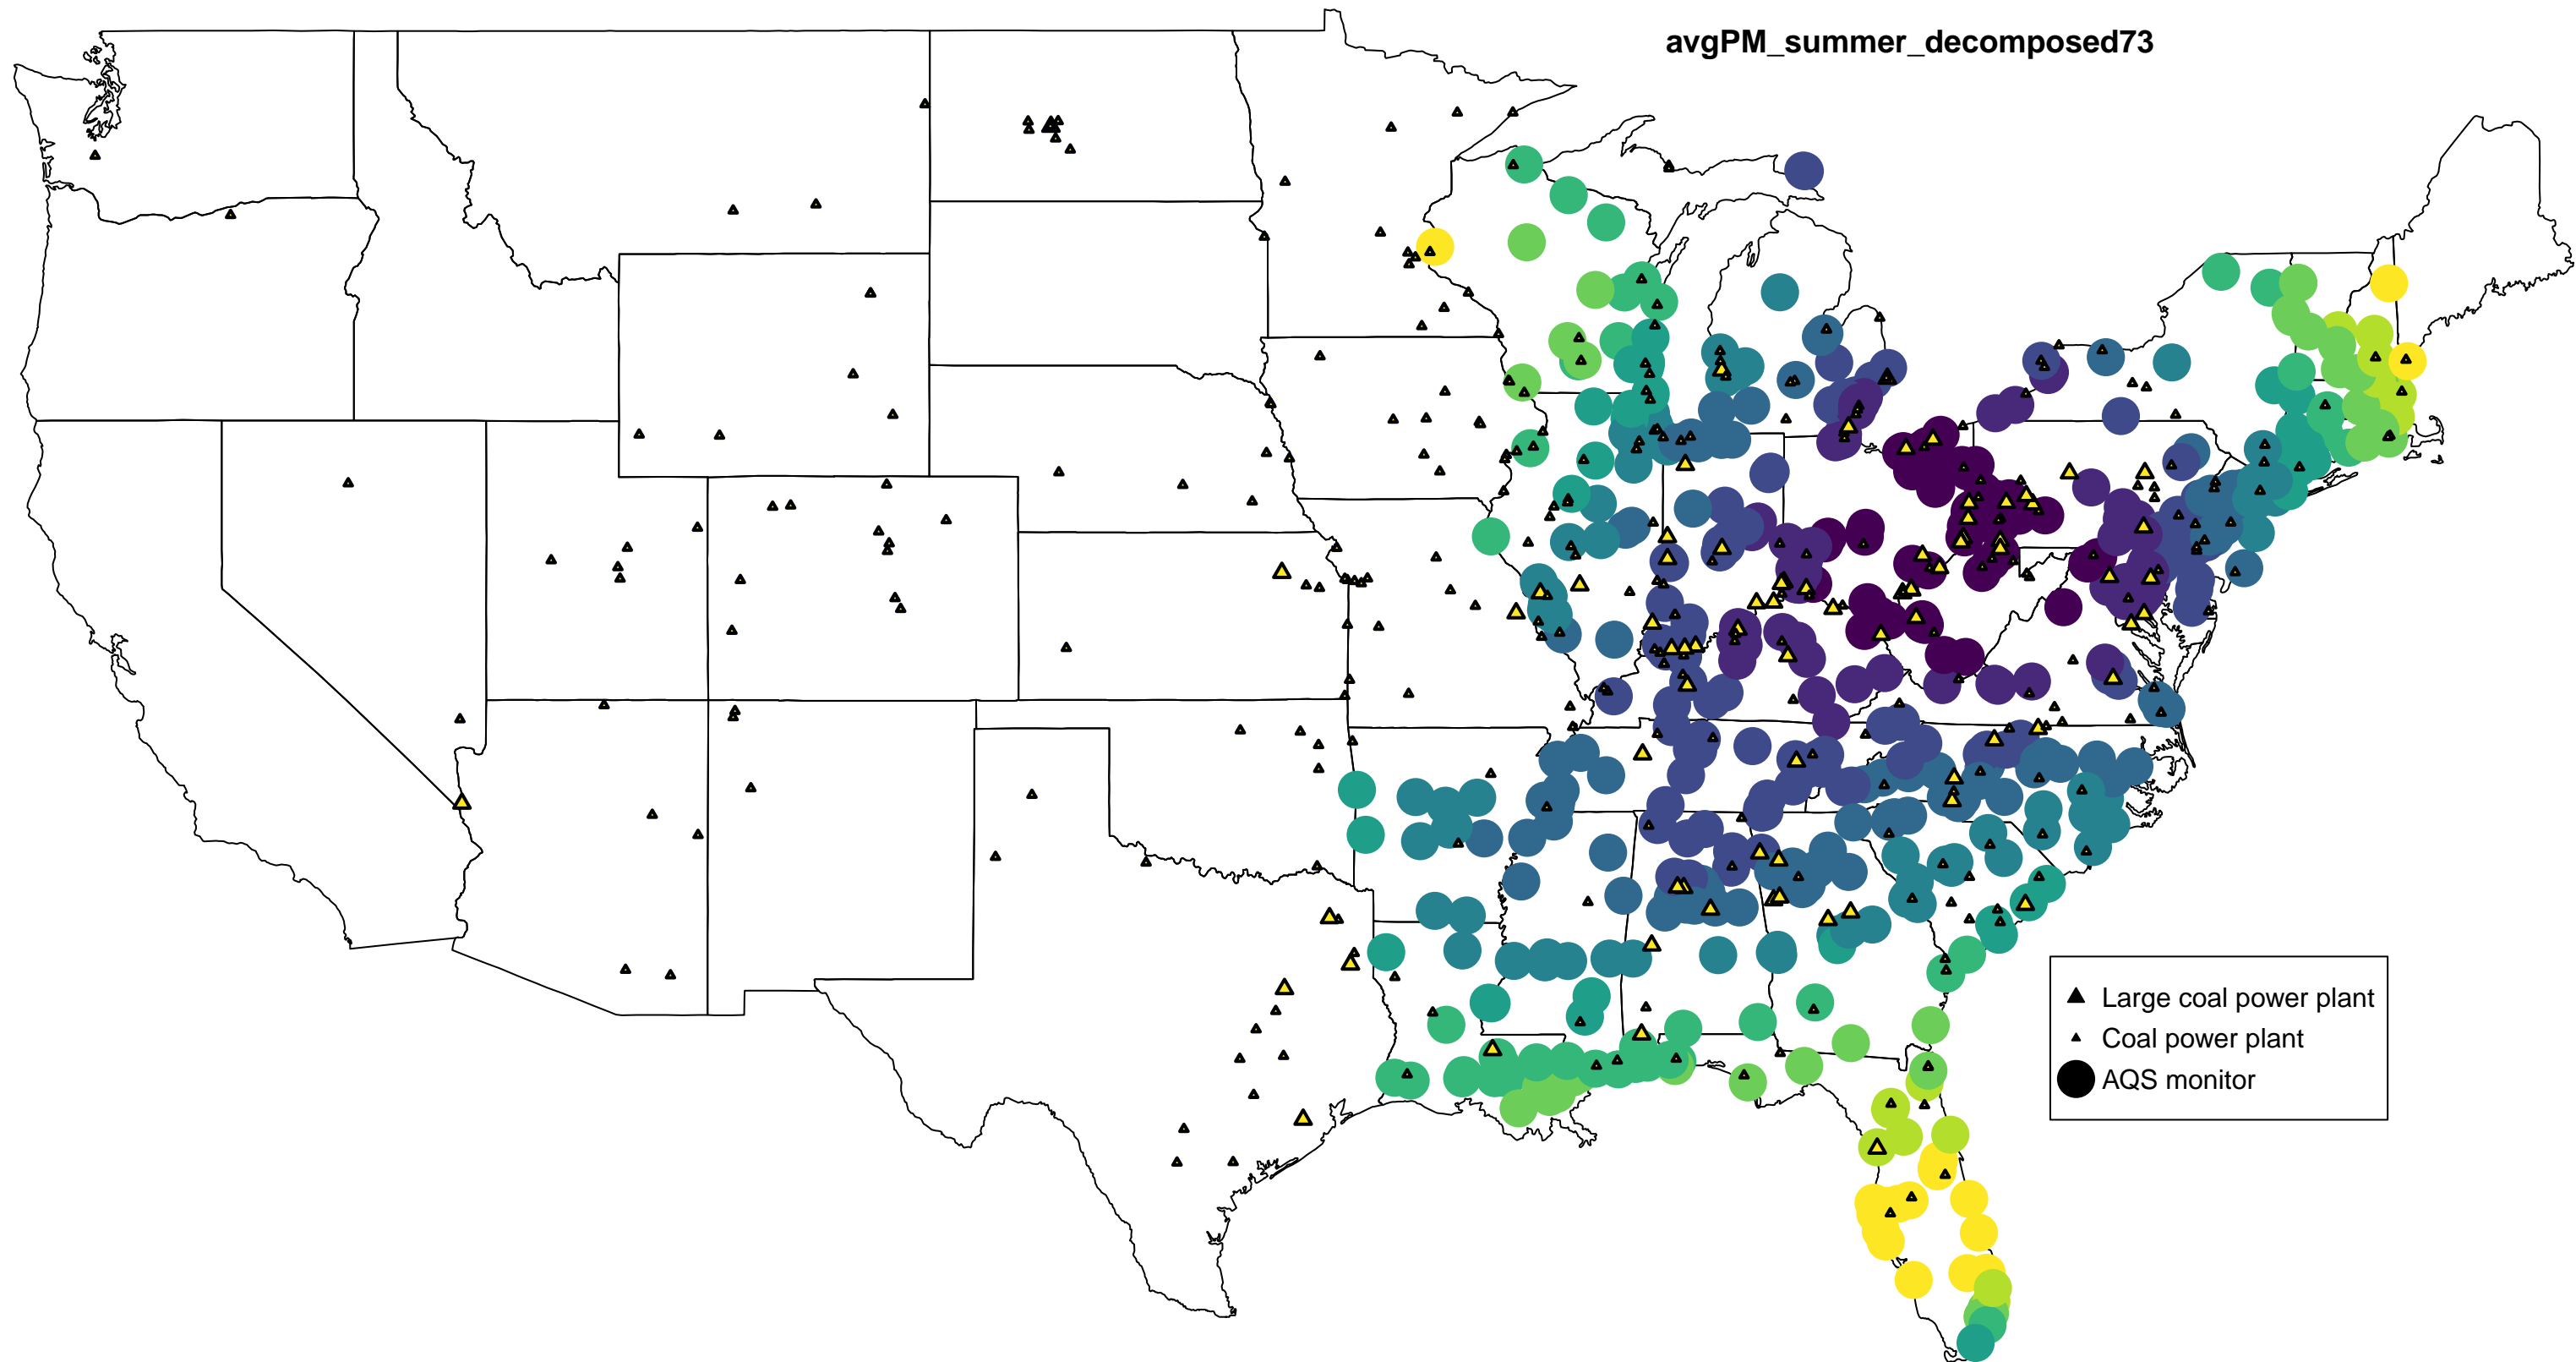 avgPM_summer_decomposed73
Large coal power plant
Coal power plant
AQS monitor